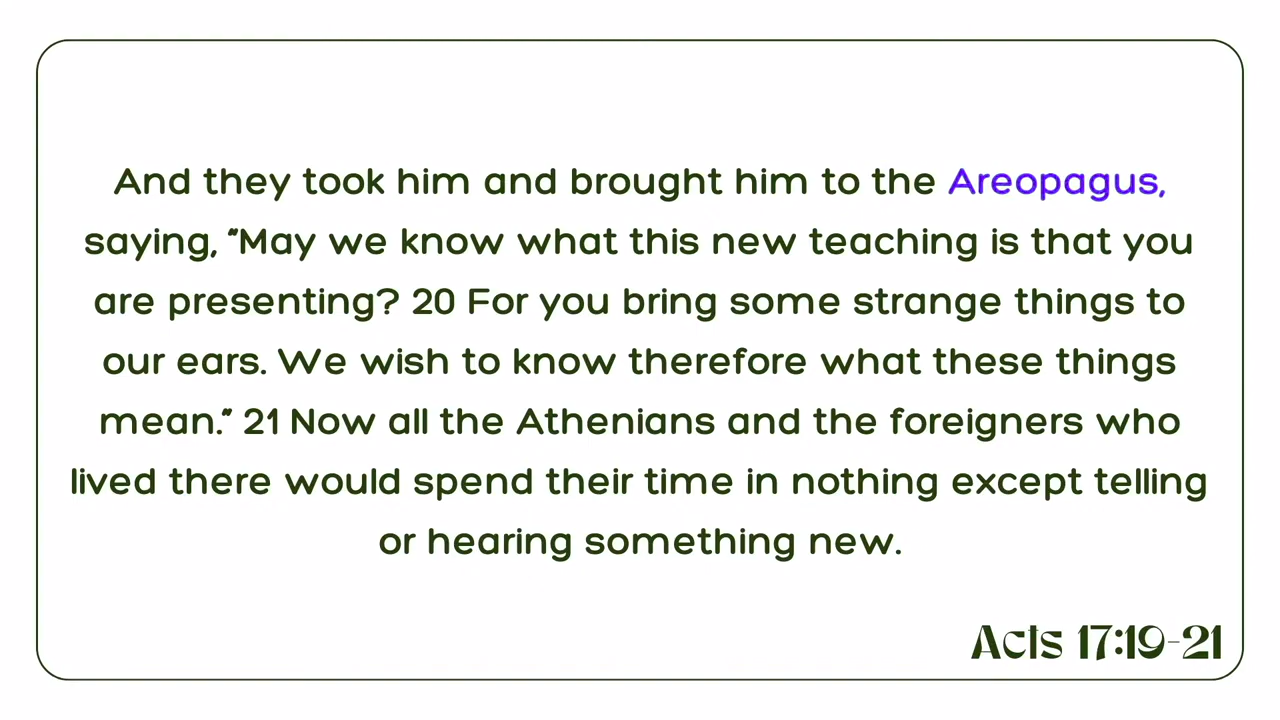 And they took him and brought him to the Areopagus,
saying, “May we know what this new teaching is that you
are presenting? 20 For you bring some strange things to
our ears. We wish to know therefore what these things
mean.” 21 Now all the Athenians and the foreigners who
lived there would spend their time in nothing except telling
or hearing something new.
Acts 17:19-21